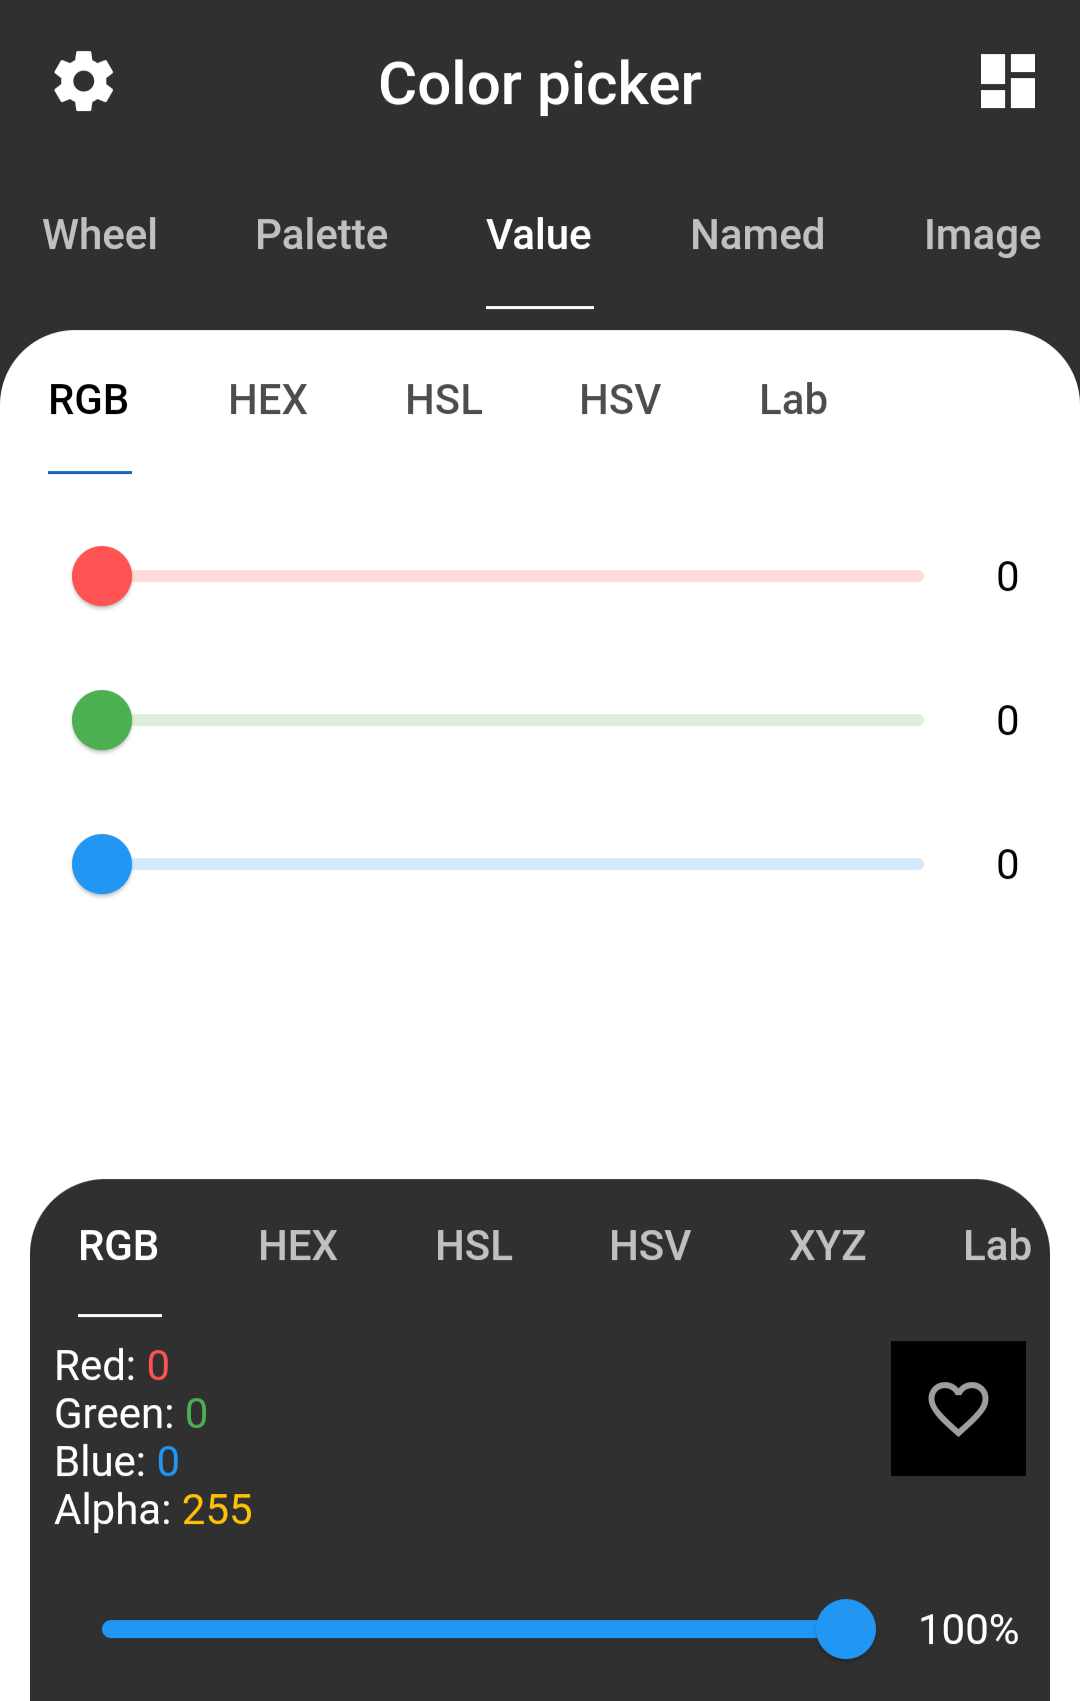 Color picker
Wheel Palette Value Named Image
RGB HEX HSL HSV Lab
0
0
0
RGB HEX HSL HSV XYZ Lab
Red: 0
Green: 0
Blue: 0
Alpha: 255
100%